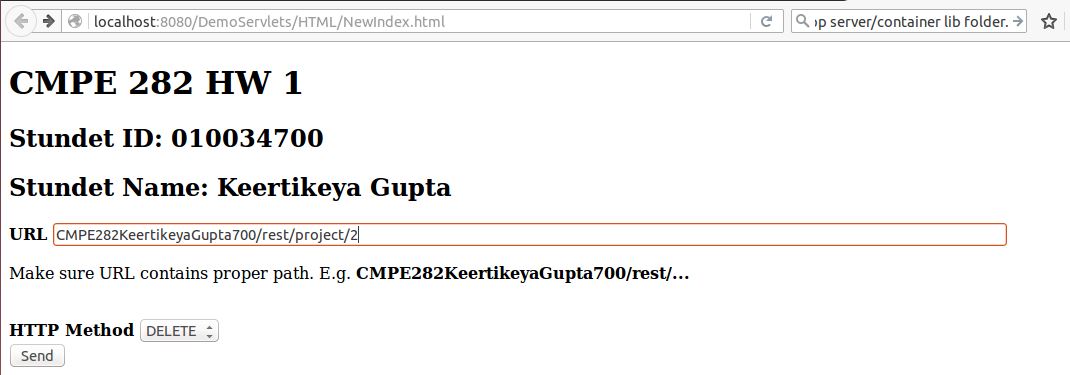 localhost:8080/DemoServlets/HTML/NewIndex.html
pp server/container lib folder.
CMPE 282 HW 1
Stundet ID: 010034700
Stundet Name: Keertikeya Gupta
URL CMPE282KeertikeyaGupta700/rest/project/2
Make sure URL contains proper path. E.g. CMPE282KeertikeyaGupta700/rest/...
HTTP Method DELETE
Send